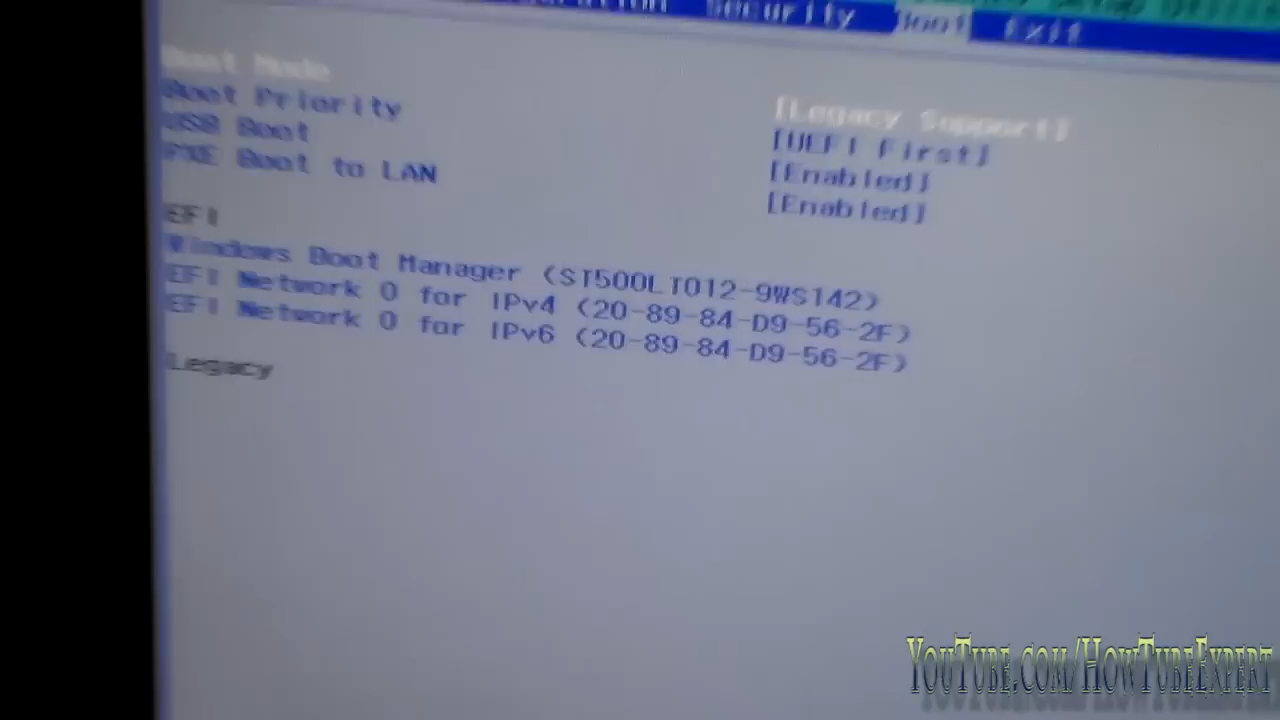 Security Boot Exit
Boot Mode [Legacy Support]
Boot Priority [UEFI First]
USB Boot [Enabled]
PXE Boot to LAN [Enabled]
EFI
Windows Boot Manager (ST500LT012-9WS142)
EFI Network 0 for IPv4 (20-89-84-D9-56-2F)
EFI Network 0 for IPv6 (20-89-84-D9-56-2F)
Legacy
YouTube.com/HowTubeExpert